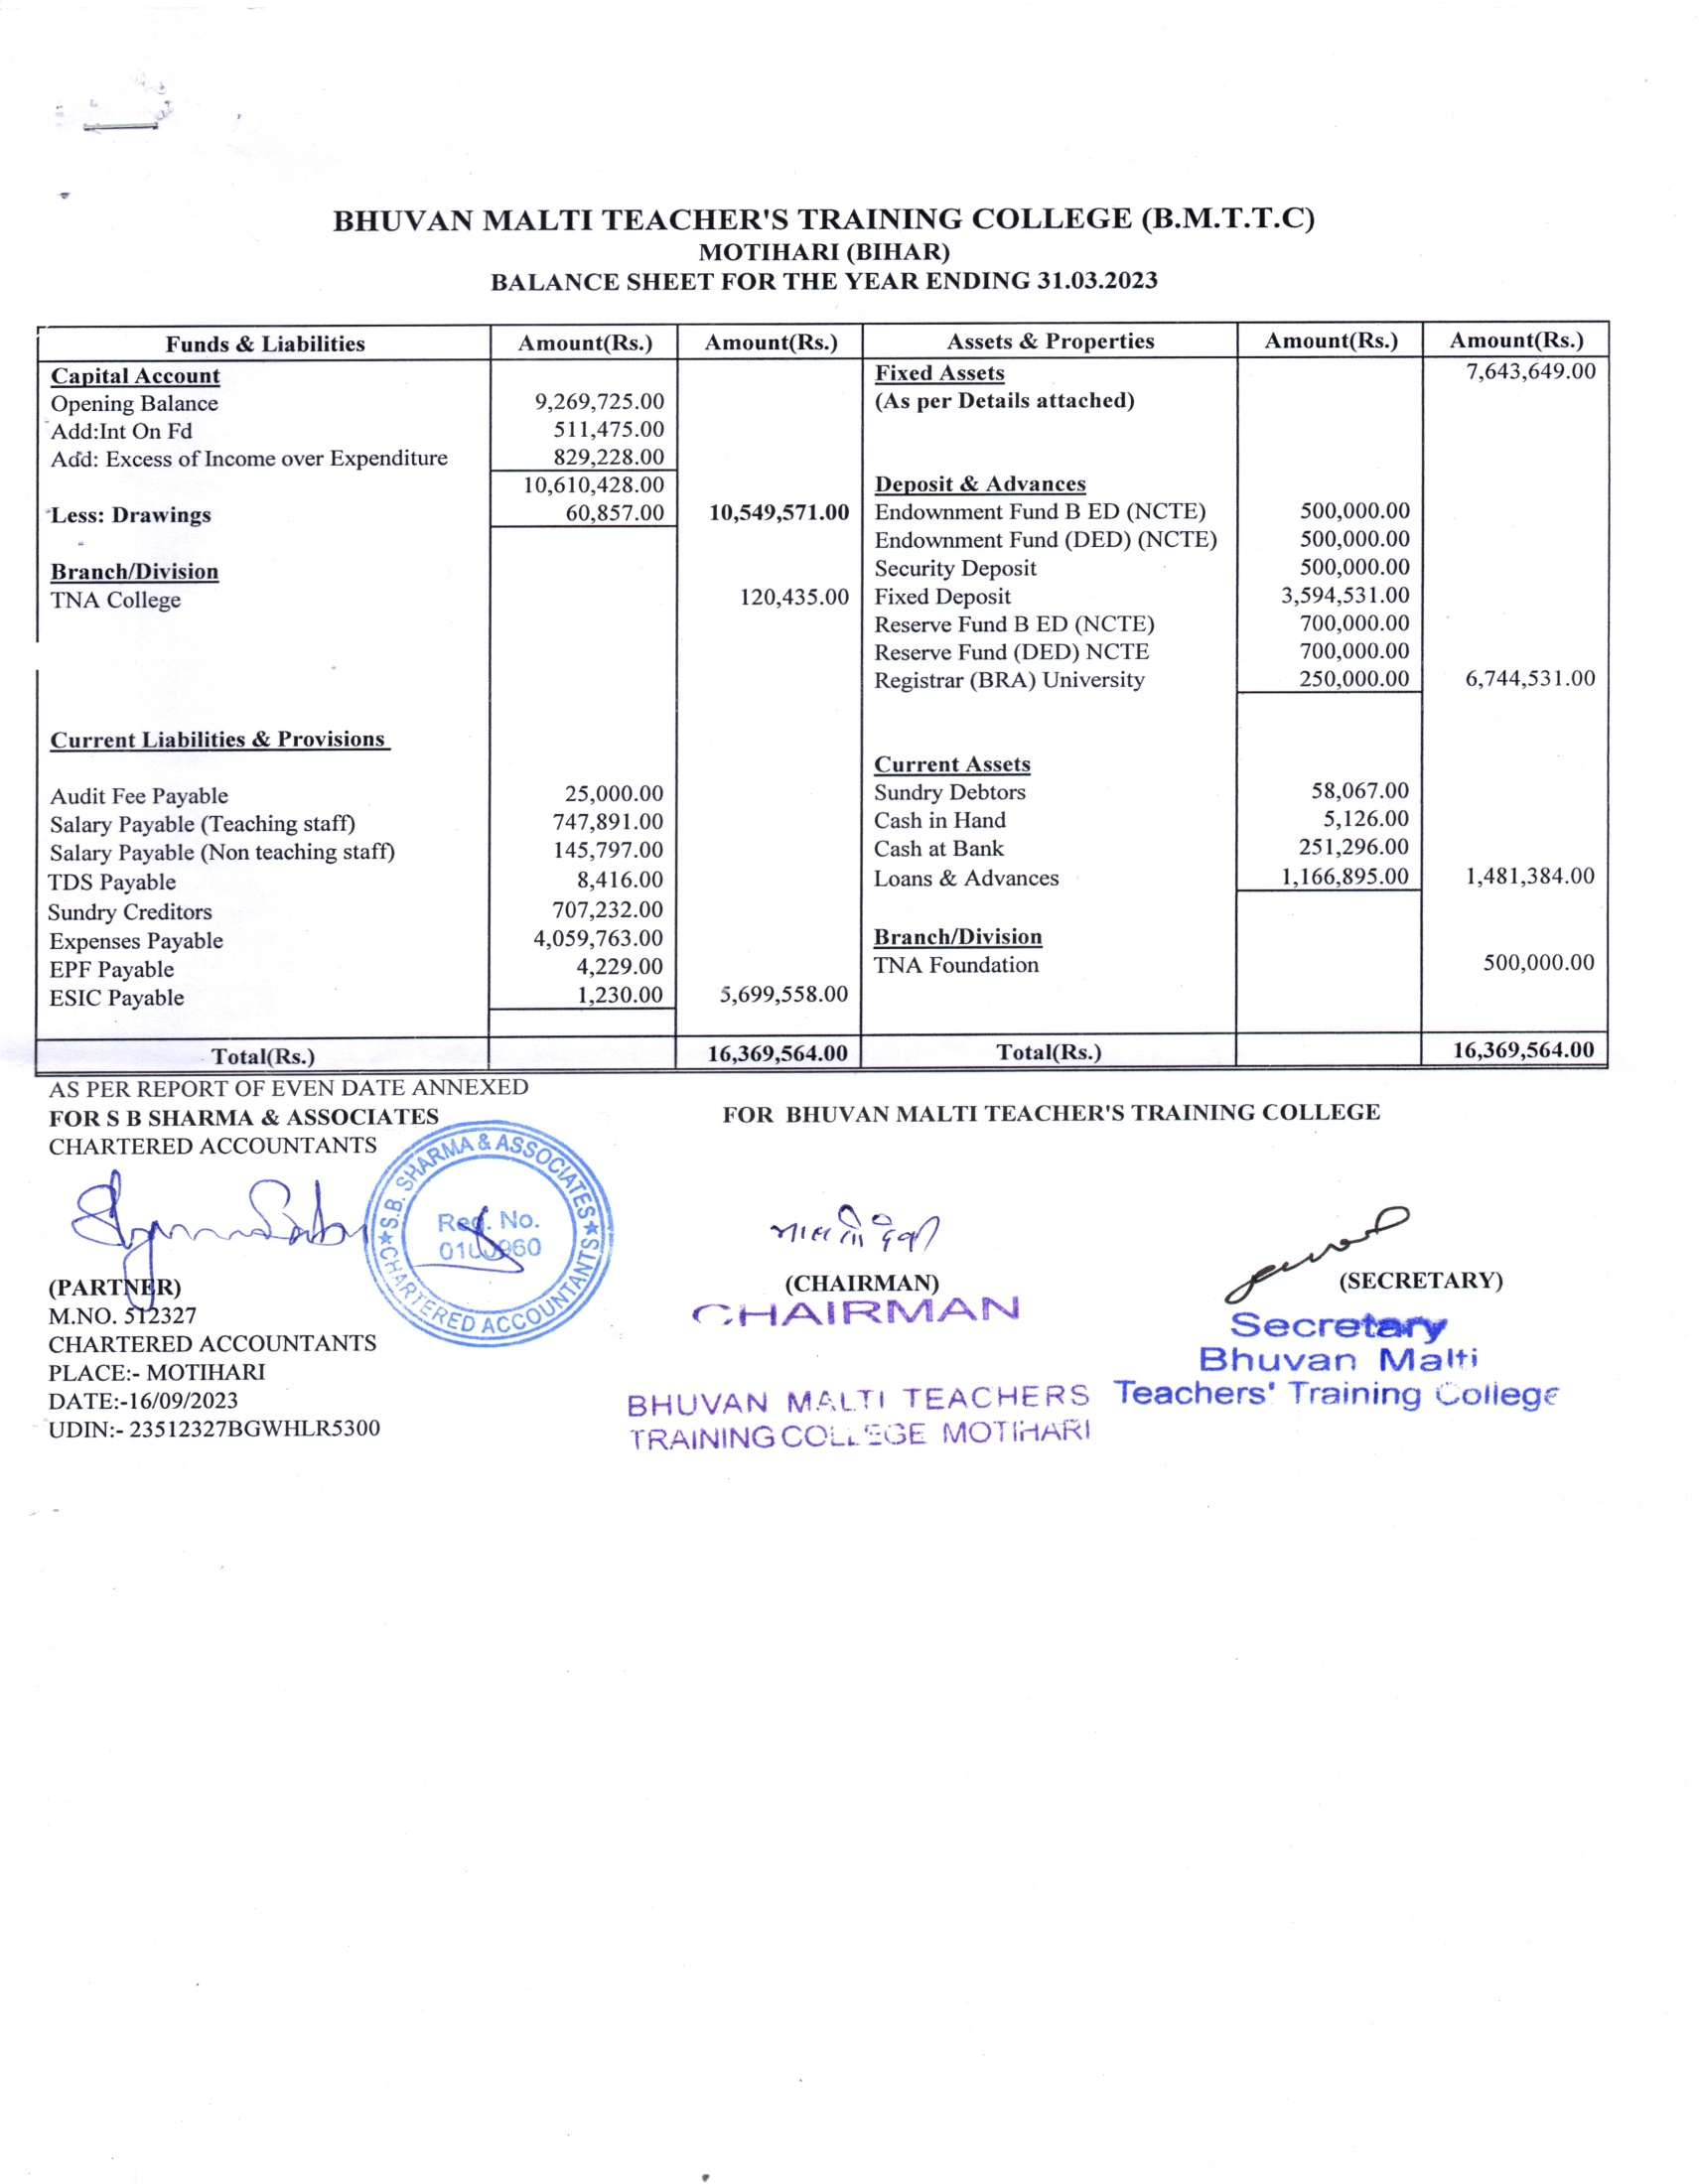 BHUVAN MALTI TEACHER'S TRAINING COLLEGE (B.M.T.T.C)
MOTIHARI (BIHAR)
BALANCE SHEET FOR THE YEAR ENDING 31.03.2023
Funds & Liabilities Amount(Rs.) Amount(Rs.) Assets & Properties Amount(Rs.) Amount(Rs.)
Capital Account Fixed Assets 7,643,649.00
Opening Balance 9,269,725.00 (As per Details attached)
Add:Int On Fd 511,475.00
Add: Excess of Income over Expenditure 829,228.00
10,610,428.00 Deposit & Advances
Less: Drawings 60,857.00 10,549,571.00 Endownment Fund B ED (NCTE) 500,000.00
Endownment Fund (DED) (NCTE) 500,000.00
Branch/Division Security Deposit 500,000.00
TNA College 120,435.00 Fixed Deposit 3,594,531.00
Reserve Fund B ED (NCTE) 700,000.00
Reserve Fund (DED) NCTE 700,000.00
Registrar (BRA) University 250,000.00 6,744,531.00
Current Liabilities & Provisions
Current Assets
Audit Fee Payable 25,000.00 Sundry Debtors 58,067.00
Salary Payable (Teaching staff) 747,891.00 Cash in Hand 5,126.00
Salary Payable (Non teaching staff) 145,797.00 Cash at Bank 251,296.00
TDS Payable 8,416.00 Loans & Advances 1,166,895.00 1,481,384.00
Sundry Creditors 707,232.00
Expenses Payable 4,059,763.00 Branch/Division
EPF Payable 4,229.00 TNA Foundation 500,000.00
ESIC Payable 1,230.00 5,699,558.00
Total(Rs.) 16,369,564.00 Total(Rs.) 16,369,564.00
AS PER REPORT OF EVEN DATE ANNEXED
FOR S B SHARMA & ASSOCIATES FOR BHUVAN MALTI TEACHER'S TRAINING COLLEGE
CHARTERED ACCOUNTANTS
S.B. SHARMA & ASSOCIATES
CHARTERED ACCOUNTANTS
Reg. No.
(PARTNER) (CHAIRMAN) (SECRETARY)
M.NO. 512327
CHARTERED ACCOUNTANTS
PLACE:- MOTIHARI
DATE:-16/09/2023
UDIN:- 23512327BGWHLR5300
CHAIRMAN
BHUVAN MALTI TEACHERS
TRAINING COLLEGE MOTIHARI
Secretary
Bhuvan Malti
Teachers' Training College